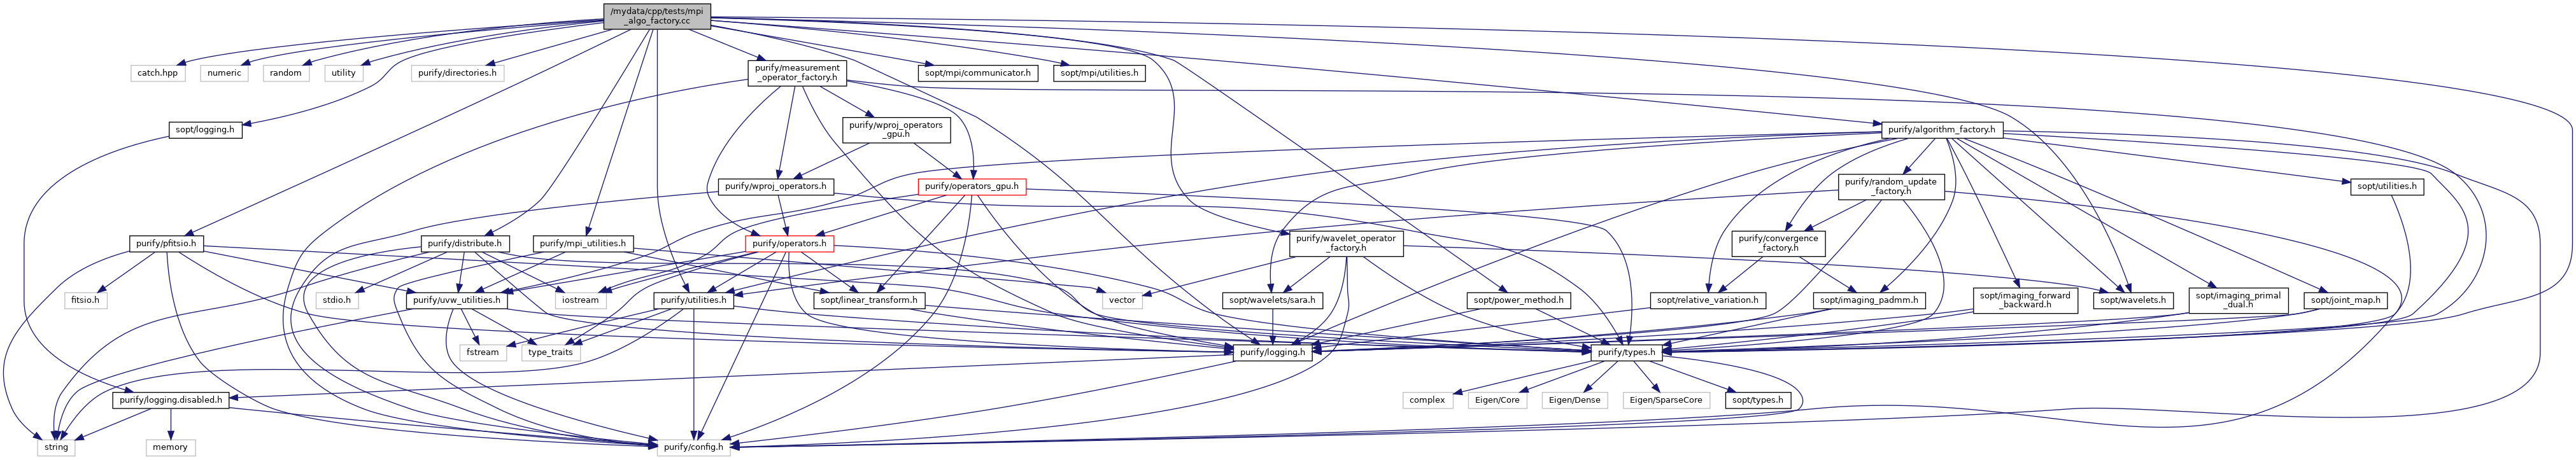 /mydata/cpp/tests/mpi
_algo_factory.cc
catch.hpp
numeric
random
utility
purify/directories.h
purify/measurement
_operator_factory.h
sopt/mpi/communicator.h
sopt/mpi/utilities.h
sopt/logging.h
purify/wproj_operators
_gpu.h
purify/algorithm_factory.h
purify/wproj_operators.h
purify/operators_gpu.h
purify/random_update
_factory.h
sopt/utilities.h
purify/pfitsio.h
purify/distribute.h
purify/mpi_utilities.h
purify/operators.h
purify/wavelet_operator
_factory.h
purify/convergence
_factory.h
fitsio.h
stdio.h
purify/uvw_utilities.h
iostream
purify/utilities.h
sopt/linear_transform.h
vector
sopt/wavelets/sara.h
sopt/power_method.h
sopt/relative_variation.h
sopt/imaging_padmm.h
sopt/imaging_forward
_backward.h
sopt/wavelets.h
sopt/imaging_primal
_dual.h
sopt/joint_map.h
fstream
type_traits
purify/logging.h
purify/types.h
purify/logging.disabled.h
complex
Eigen/Core
Eigen/Dense
Eigen/SparseCore
sopt/types.h
string
memory
purify/config.h